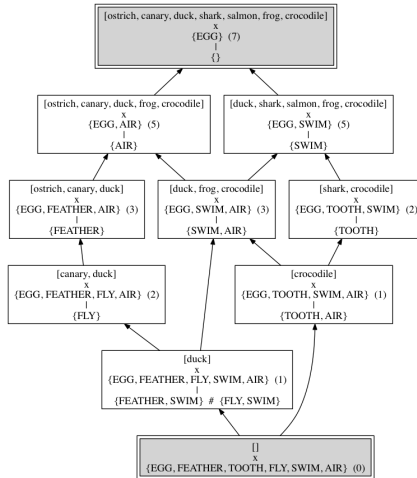 [ostrich, canary, duck, shark, salmon, frog, crocodile]
x
{EGG} (7)
|
{}
[ostrich, canary, duck, frog, crocodile]
x
{EGG, AIR} (5)
|
{AIR}
[duck, shark, salmon, frog, crocodile]
x
{EGG, SWIM} (5)
|
{SWIM}
[ostrich, canary, duck]
x
{EGG, FEATHER, AIR} (3)
|
{FEATHER}
[duck, frog, crocodile]
x
{EGG, SWIM, AIR} (3)
|
{SWIM, AIR}
[shark, crocodile]
x
{EGG, TOOTH, SWIM} (2)
|
{TOOTH}
[canary, duck]
x
{EGG, FEATHER, FLY, AIR} (2)
|
{FLY}
[crocodile]
x
{EGG, TOOTH, SWIM, AIR} (1)
|
{TOOTH, AIR}
[duck]
x
{EGG, FEATHER, FLY, SWIM, AIR} (1)
|
{FEATHER, SWIM} # {FLY, SWIM}
[]
x
{EGG, FEATHER, TOOTH, FLY, SWIM, AIR} (0)